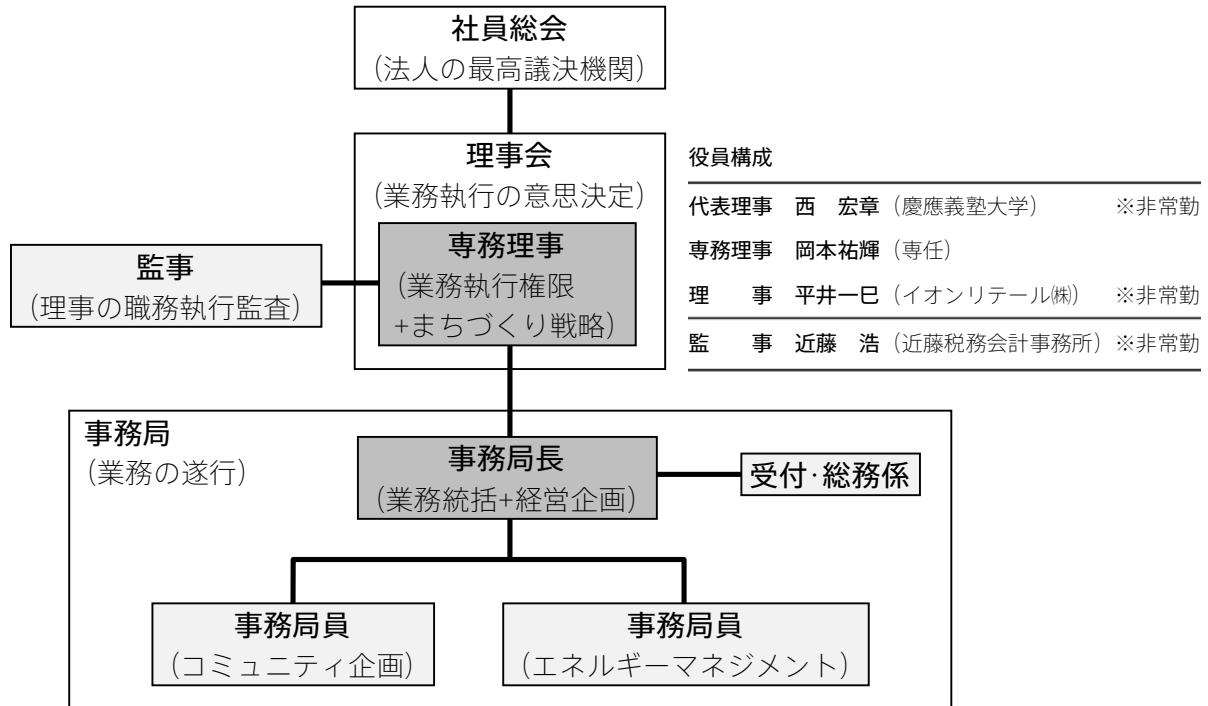 社員総会
(法人の最高議決機関)
理事会
(業務執行の意思決定)
専務理事
(業務執行権限
+まちづくり戦略)
監事
(理事の職務執行監査)
役員構成
代表理事 西 宏章 (慶應義塾大学) ※非常勤
専務理事 岡本祐輝 (専任)
理 事 平井一巳 (イオンリテール㈱) ※非常勤
監 事 近藤 浩 (近藤税務会計事務所) ※非常勤
事務局
(業務の遂行)
事務局長
(業務統括+経営企画)
受付・総務係
事務局員
(コミュニティ企画)
事務局員
(エネルギーマネジメント)